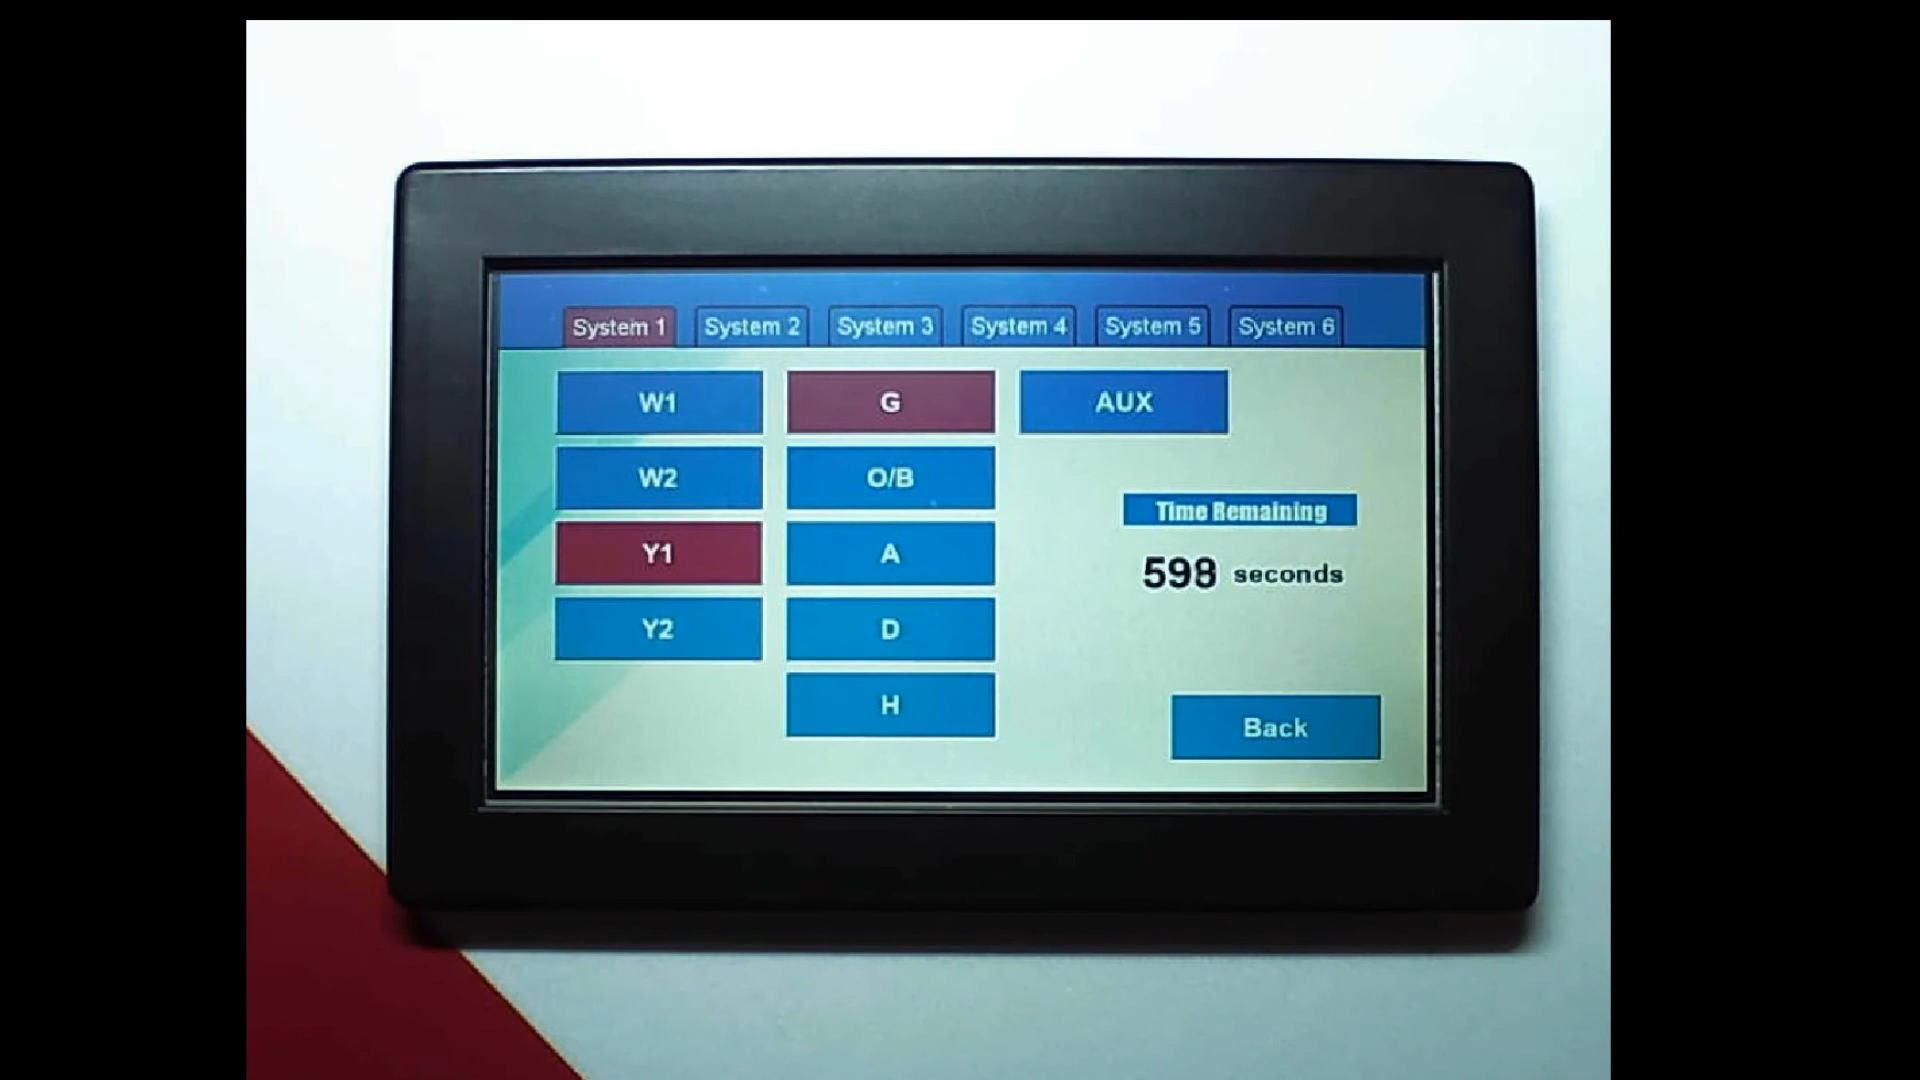 System 1 System 2 System 3 System 4 System 5 System 6
W1 G AUX
W2 O/B
Time Remaining
Y1 A
598 seconds
Y2 D
H
Back